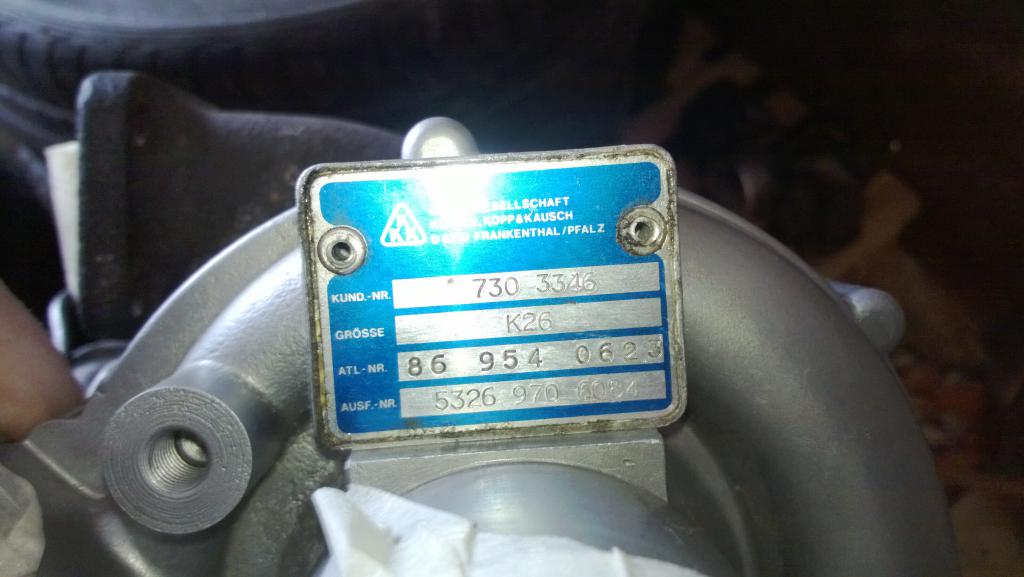 KKK
KOPP&KAUSCH
FRANKENTHAL/PFALZ
KUND.-NR. 730 3346
GRÖSSE K26
ATL-NR. 86 954 0623
AUSF.-NR. 5326 970